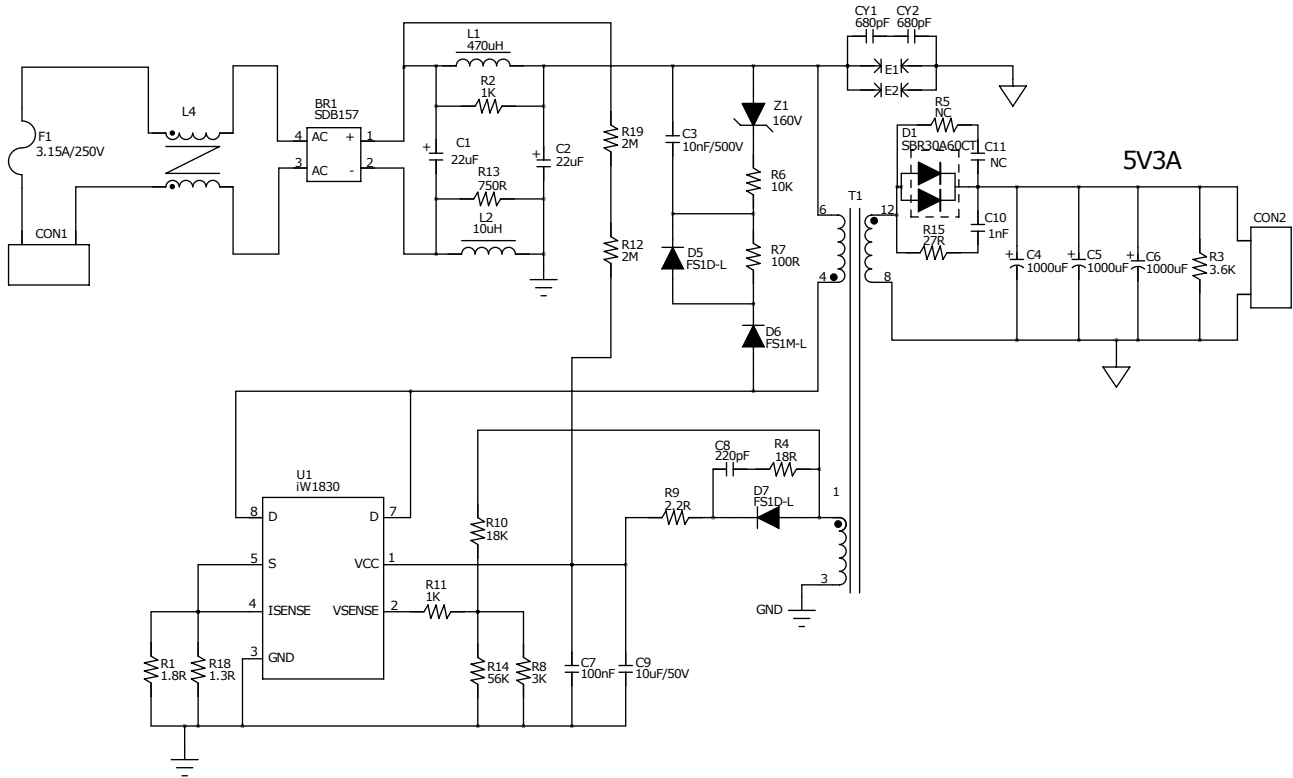 CY1 CY2
680pF 680pF
E1
E2
L1
470uH
R2
1K
L4
F1
3.15A/250V
BR1
SDB157
4 AC + 1
3 AC - 2
C1
22uF
C2
22uF
R13
750R
L2
10uH
R19
2M
R12
2M
C3
10nF/500V
Z1
160V
R6
10K
R7
100R
D5
FS1D-L
D6
FS1M-L
T1
6
4
12
8
R5
NC
D1
SBR30A60CT
C11
NC
C10
1nF
R15
27R
5V3A
C4
1000uF
C5
1000uF
C6
1000uF
R3
3.6K
CON2
CON1
U1
iW1830
8 D D 7
5 S VCC 1
4 ISENSE VSENSE 2
3 GND
R10
18K
R11
1K
R9
2.2R
C8
220pF
R4
18R
D7
FS1D-L
1
3
GND
R1
1.8R
R18
1.3R
R14
56K
R8
3K
C7
100nF
C9
10uF/50V
+
+
+
+
+